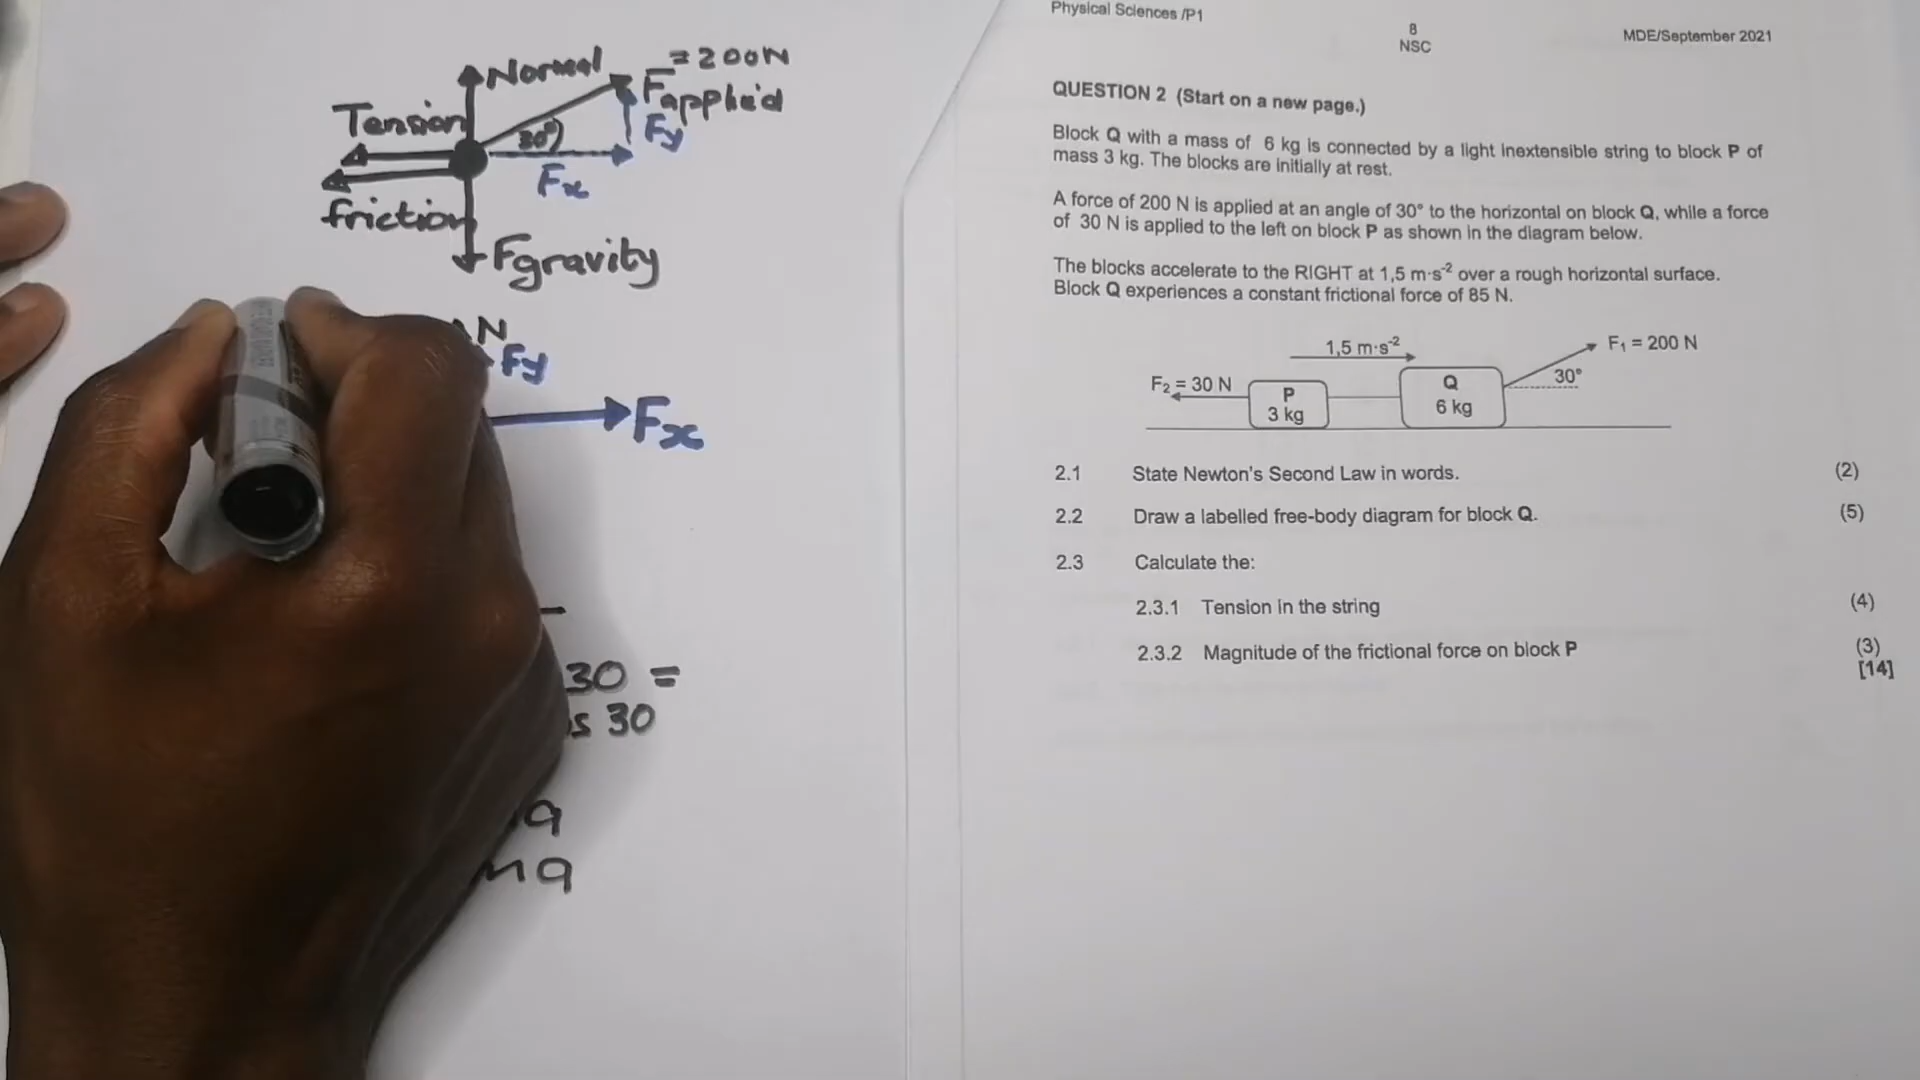 Normal
= 200N
Fapplied
Tension
30°
Fy
Fx
friction
Fgravity
N
Fy
Fx
30 =
s 30
a
ma
Physical Sciences /P1
8
NSC
MDE/September 2021
QUESTION 2 (Start on a new page.)
Block Q with a mass of 6 kg is connected by a light inextensible string to block P of
mass 3 kg. The blocks are initially at rest.
A force of 200 N is applied at an angle of 30° to the horizontal on block Q, while a force
of 30 N is applied to the left on block P as shown in the diagram below.
The blocks accelerate to the RIGHT at 1,5 m·s⁻² over a rough horizontal surface.
Block Q experiences a constant frictional force of 85 N.
1,5 m·s⁻²
F₁ = 200 N
30°
F₂ = 30 N
P
3 kg
Q
6 kg
2.1 State Newton's Second Law in words. (2)
2.2 Draw a labelled free-body diagram for block Q. (5)
2.3 Calculate the:
2.3.1 Tension in the string (4)
2.3.2 Magnitude of the frictional force on block P (3)
[14]